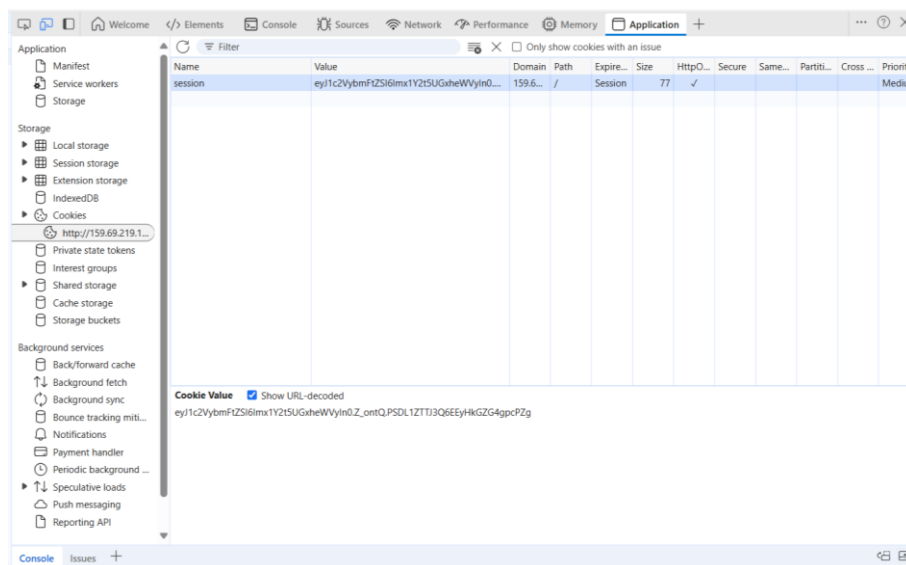 Welcome Elements Console Sources Network Performance Memory Application
Application
Manifest
Service workers
Storage
Storage
Local storage
Session storage
Extension storage
IndexedDB
Cookies
http://159.69.219.1...
Private state tokens
Interest groups
Shared storage
Cache storage
Storage buckets
Background services
Back/forward cache
Background fetch
Background sync
Bounce tracking miti...
Notifications
Payment handler
Periodic background ...
Speculative loads
Push messaging
Reporting API
Filter Only show cookies with an issue
Name Value Domain Path Expire... Size HttpO... Secure Same... Partiti... Cross ... Priorit
session eyJ1c2VybmFtZSI6Imx1Y2t5UGxheWVyIn0.... 159.6... / Session 77 ✓ Mediu
Cookie Value Show URL-decoded
eyJ1c2VybmFtZSI6Imx1Y2t5UGxheWVyIn0.Z_ontQ.PSDL1ZTTJ3Q6EEyHkGZG4gpcPZg
Console Issues